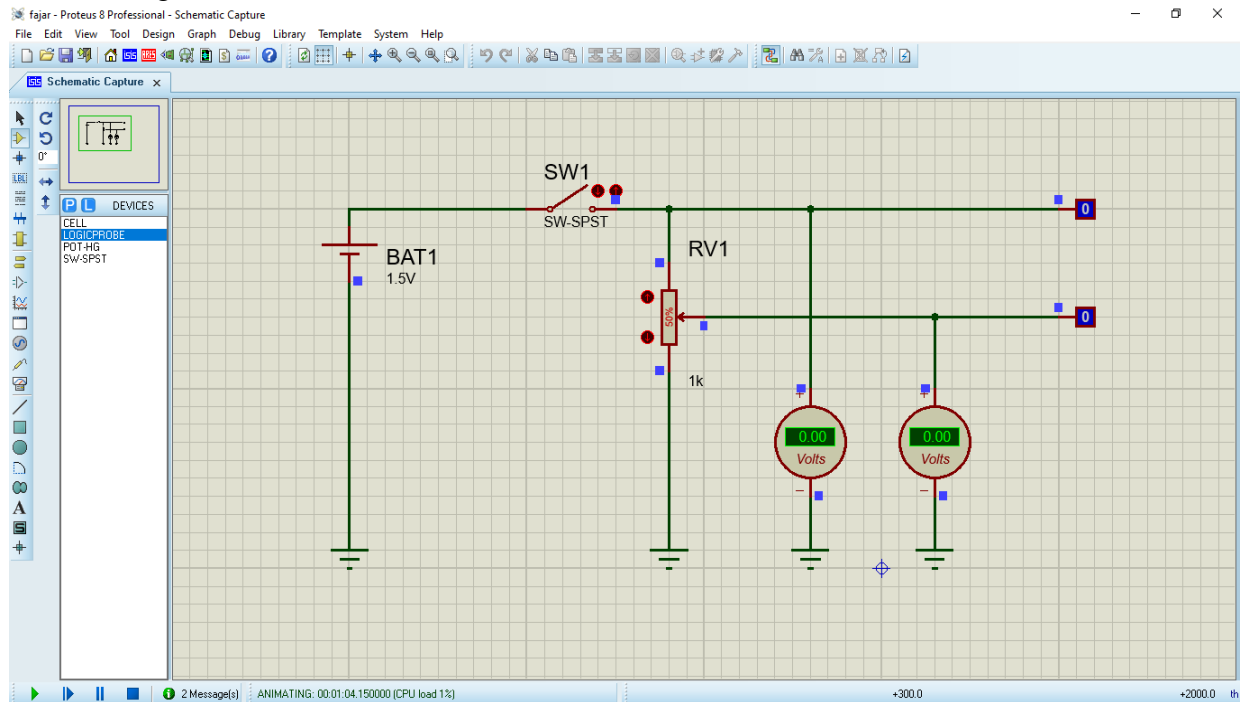 fajar - Proteus 8 Professional - Schematic Capture
File Edit View Tool Design Graph Debug Library Template System Help
Schematic Capture
0°
LBL
P L DEVICES
CELL
LOGICPROBE
POT-HG
SW-SPST
A
S
SW1
SW-SPST
0
BAT1
1.5V
RV1
50%
0
1k
+ +
0.00 0.00
Volts Volts
2 Message(s)
ANIMATING: 00:01:04.150000 (CPU load 1%)
+300.0
+2000.0 th